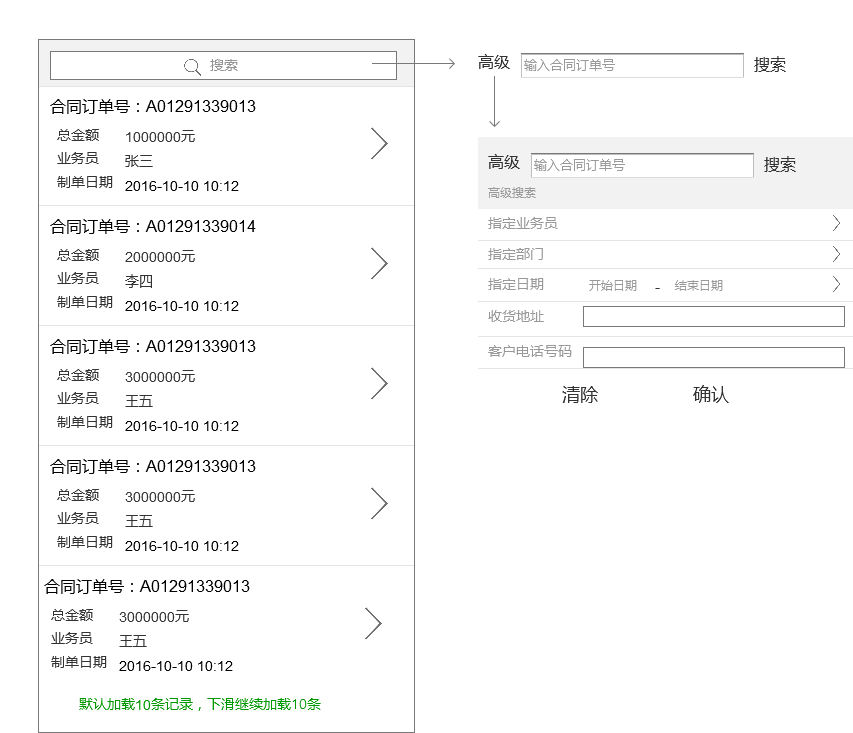 搜索
合同订单号：A01291339013
总金额 1000000元
业务员 张三
制单日期 2016-10-10 10:12
合同订单号：A01291339014
总金额 2000000元
业务员 李四
制单日期 2016-10-10 10:12
合同订单号：A01291339013
总金额 3000000元
业务员 王五
制单日期 2016-10-10 10:12
合同订单号：A01291339013
总金额 3000000元
业务员 王五
制单日期 2016-10-10 10:12
合同订单号：A01291339013
总金额 3000000元
业务员 王五
制单日期 2016-10-10 10:12
默认加载10条记录，下滑继续加载10条
高级 输入合同订单号 搜索
高级 输入合同订单号 搜索
高级搜索
指定业务员
指定部门
指定日期 开始日期 - 结束日期
收货地址
客户电话号码
清除 确认